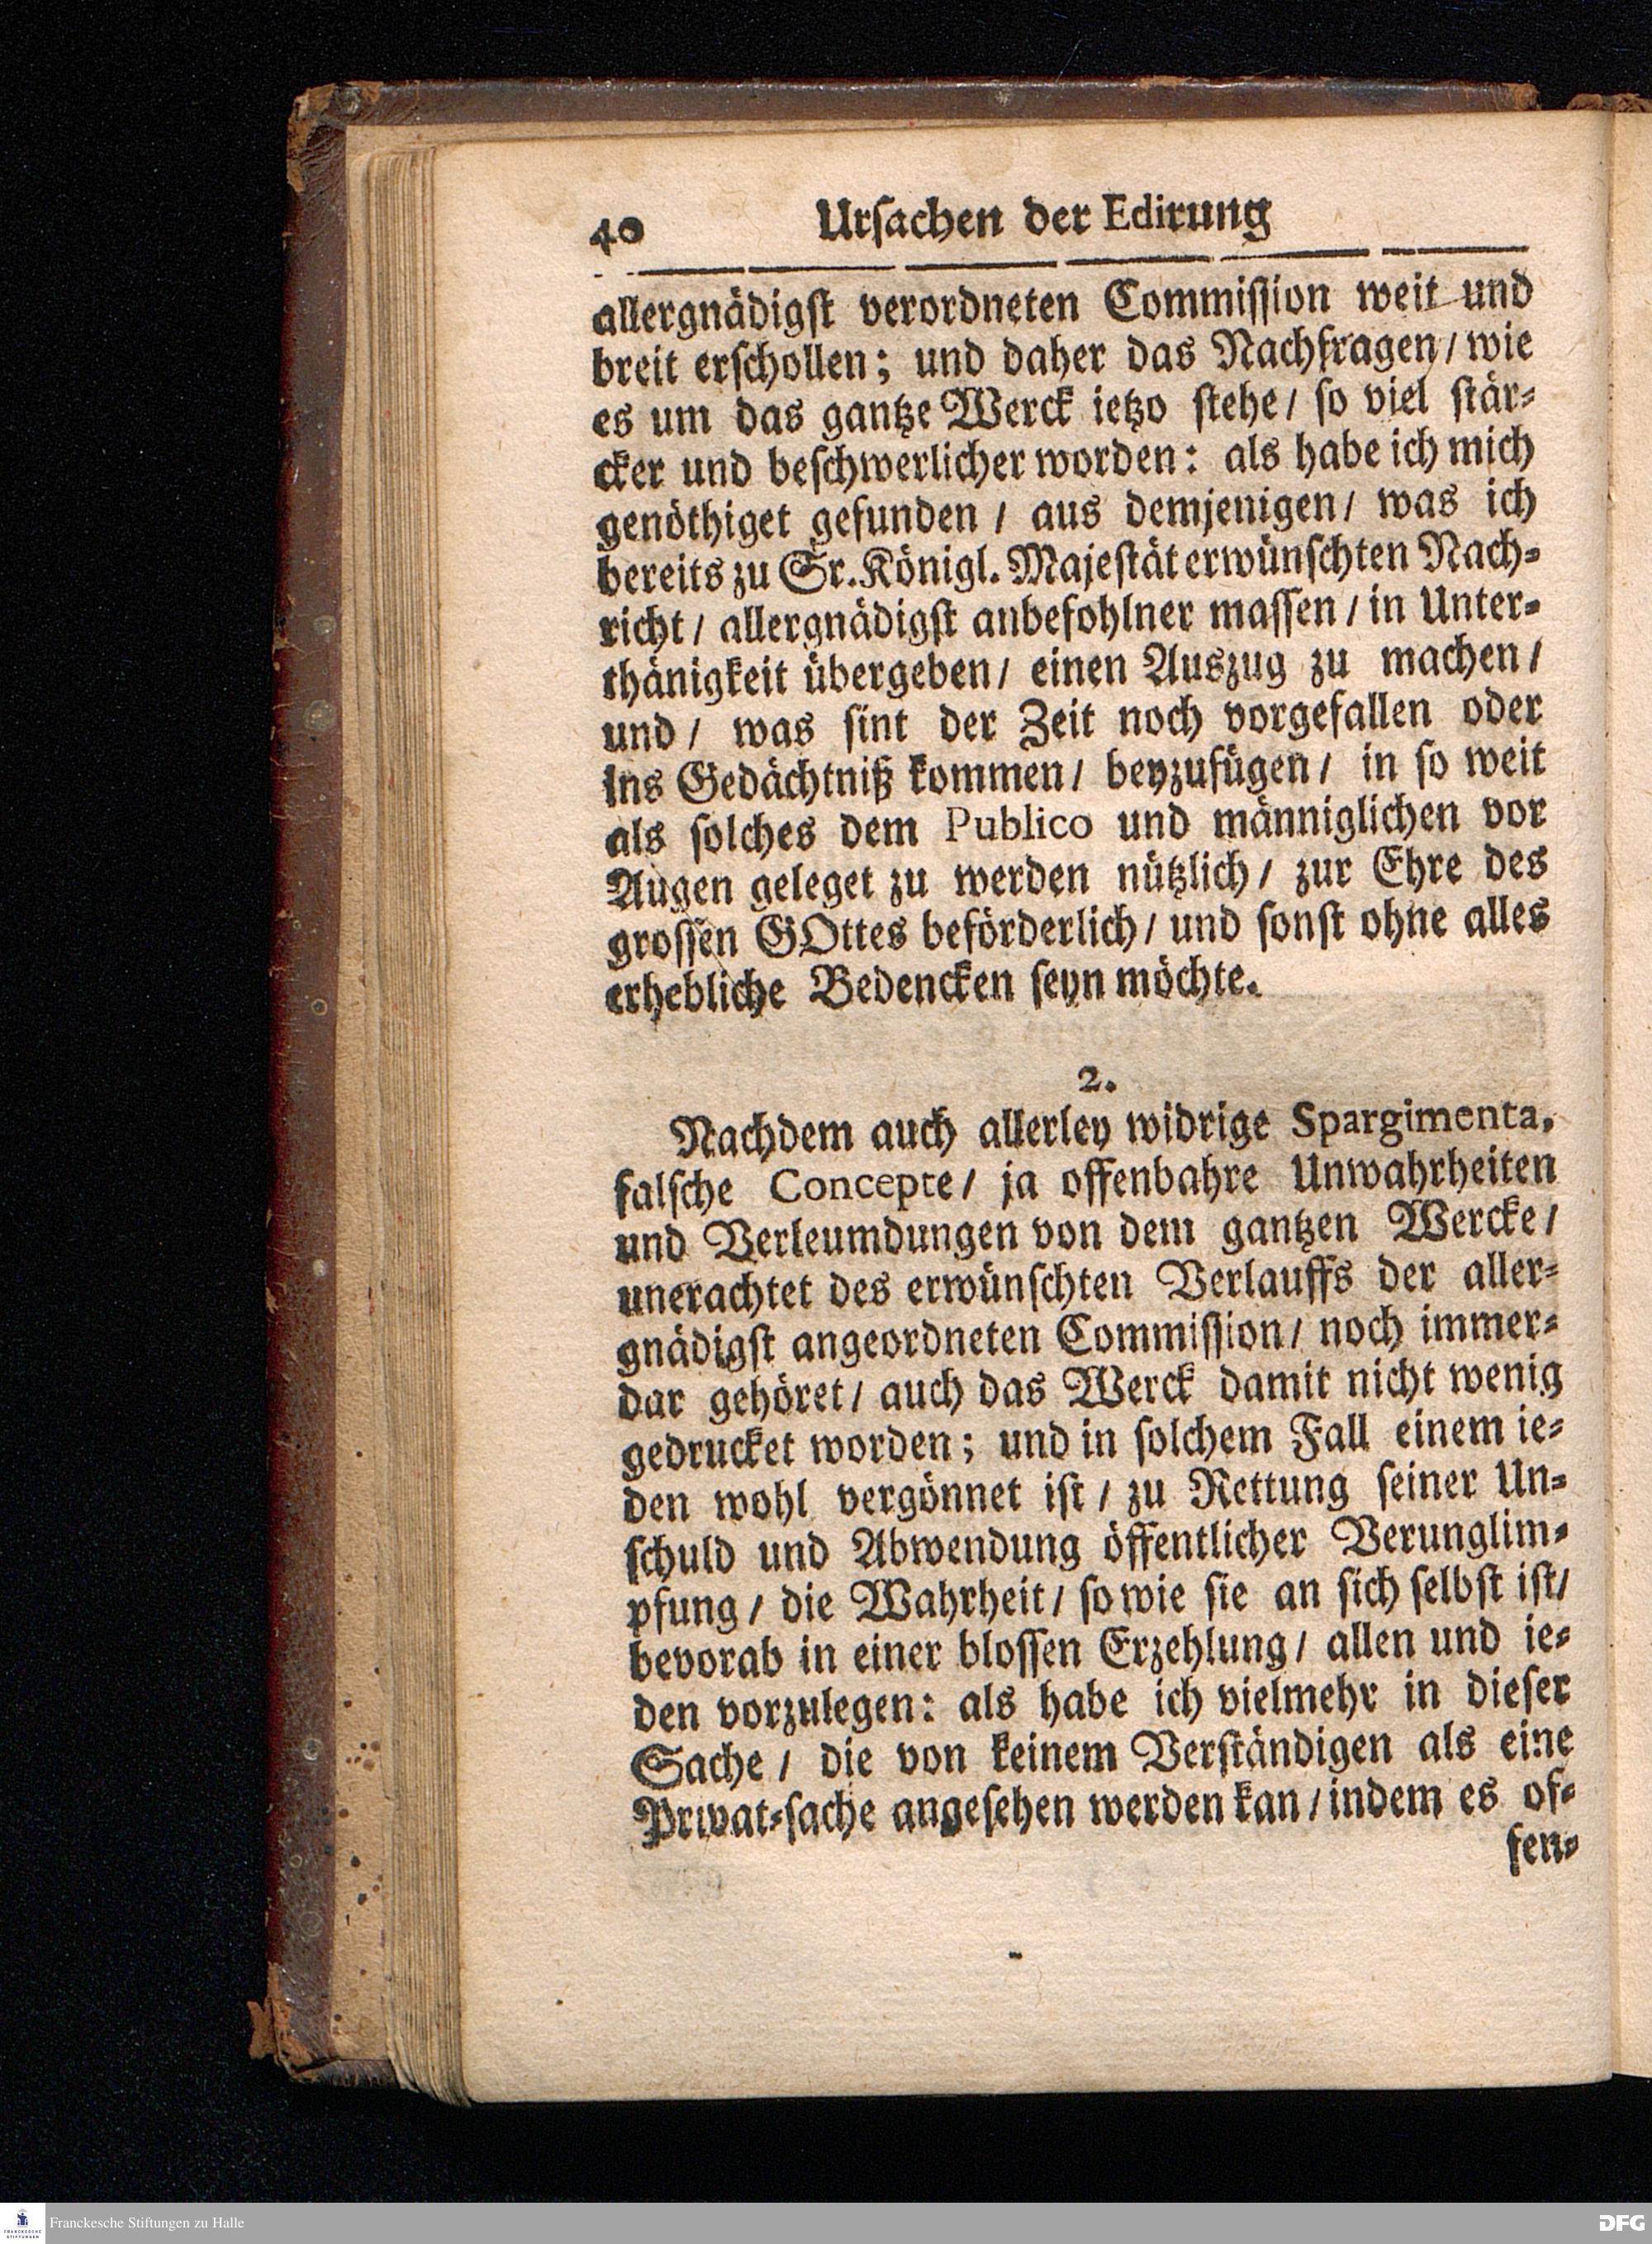 40 Urſachen der Edirung
allergnädigſt verordneten Commiſſion weit und
breit erſchollen; und daher das Nachfragen/ wie
es um das gantze Werck ietzo ſtehe/ ſo viel ſtär-
cker und beſchwerlicher worden: als habe ich mich
genöthiget gefunden / aus demjenigen/ was ich
bereits zu Sr. Königl. Majeſtät erwünſchten Nach-
richt/ allergnädigſt anbefohlner maſſen / in Unter-
thänigkeit übergeben/ einen Auszug zu machen/
und/ was ſint der Zeit noch vorgefallen oder
ins Gedächtniß kommen/ beyzufügen/ in ſo weit
als ſolches dem Publico und männiglichen vor
Augen geleget zu werden nützlich/ zur Ehre des
groſſen GOttes beförderlich/ und ſonſt ohne alles
erhebliche Bedencken ſeyn möchte.
2.
Nachdem auch allerley widrige Spargimenta,
falſche Concepte/ ja offenbahre Unwahrheiten
und Verleumdungen von dem gantzen Wercke/
unerachtet des erwünſchten Verlauffs der aller-
gnädigſt angeordneten Commiſſion/ noch immer-
dar gehöret/ auch das Werck damit nicht wenig
gedrucket worden; und in ſolchem Fall einem ie-
den wohl vergönnet iſt / zu Rettung ſeiner Un-
ſchuld und Abwendung öffentlicher Verunglim-
pfung / die Wahrheit/ ſo wie ſie an ſich ſelbſt iſt/
bevorab in einer bloſſen Erzehlung/ allen und ie-
den vorzulegen: als habe ich vielmehr in dieſer
Sache / die von keinem Verſtändigen als eine
Privat-ſache angeſehen werden kan / indem es of-
fen-
FRANCKESCHE
STIFTUNGEN
Franckesche Stiftungen zu Halle
DFG